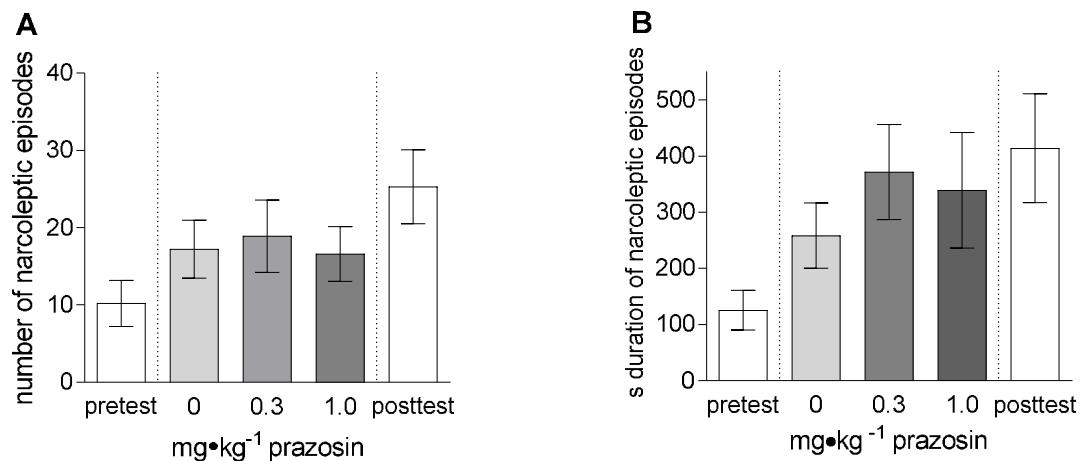 A
number of narcoleptic episodes
40
30
20
10
0
pretest 0 0.3 1.0 posttest
mg•kg⁻¹ prazosin
B
s duration of narcoleptic episodes
500
400
300
200
100
0
pretest 0 0.3 1.0 posttest
mg•kg⁻¹ prazosin